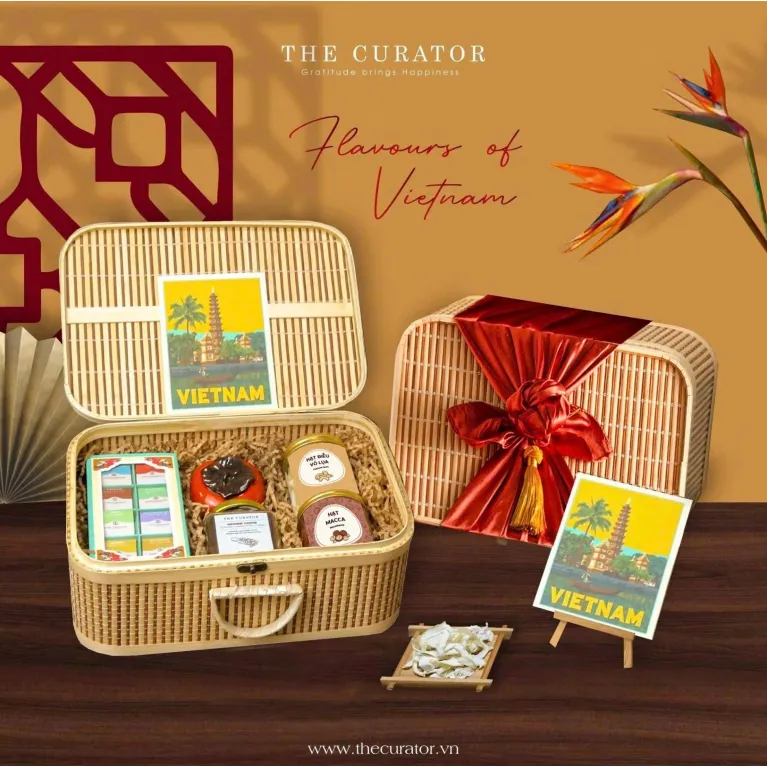 THE CURATOR
Gratitude brings Happiness
Flavours of
Vietnam
VIETNAM
HẠT ĐIỀU
VỎ LỤA
THE CURATOR
HẠT
MACCA
VIETNAM
www.thecurator.vn